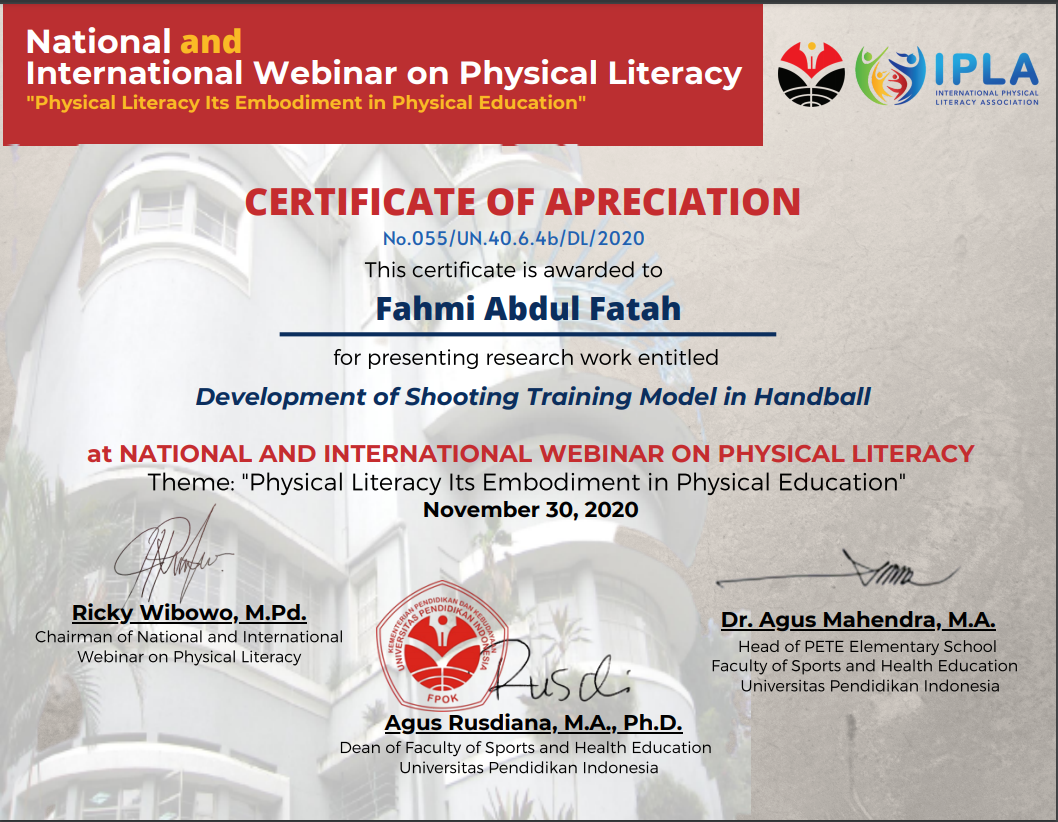 National and
International Webinar on Physical Literacy
"Physical Literacy Its Embodiment in Physical Education"
IPLA
INTERNATIONAL PHYSICAL
LITERACY ASSOCIATION
CERTIFICATE OF APRECIATION
No.055/UN.40.6.4b/DL/2020
This certificate is awarded to
Fahmi Abdul Fatah
for presenting research work entitled
Development of Shooting Training Model in Handball
at NATIONAL AND INTERNATIONAL WEBINAR ON PHYSICAL LITERACY
Theme: "Physical Literacy Its Embodiment in Physical Education"
November 30, 2020
Ricky Wibowo, M.Pd.
Chairman of National and International
Webinar on Physical Literacy
KEMENTERIAN PENDIDIKAN DAN KEBUDAYAAN
UNIVERSITAS PENDIDIKAN INDONESIA
FPOK
Rusdi
Agus Rusdiana, M.A., Ph.D.
Dean of Faculty of Sports and Health Education
Universitas Pendidikan Indonesia
Dr. Agus Mahendra, M.A.
Head of PETE Elementary School
Faculty of Sports and Health Education
Universitas Pendidikan Indonesia